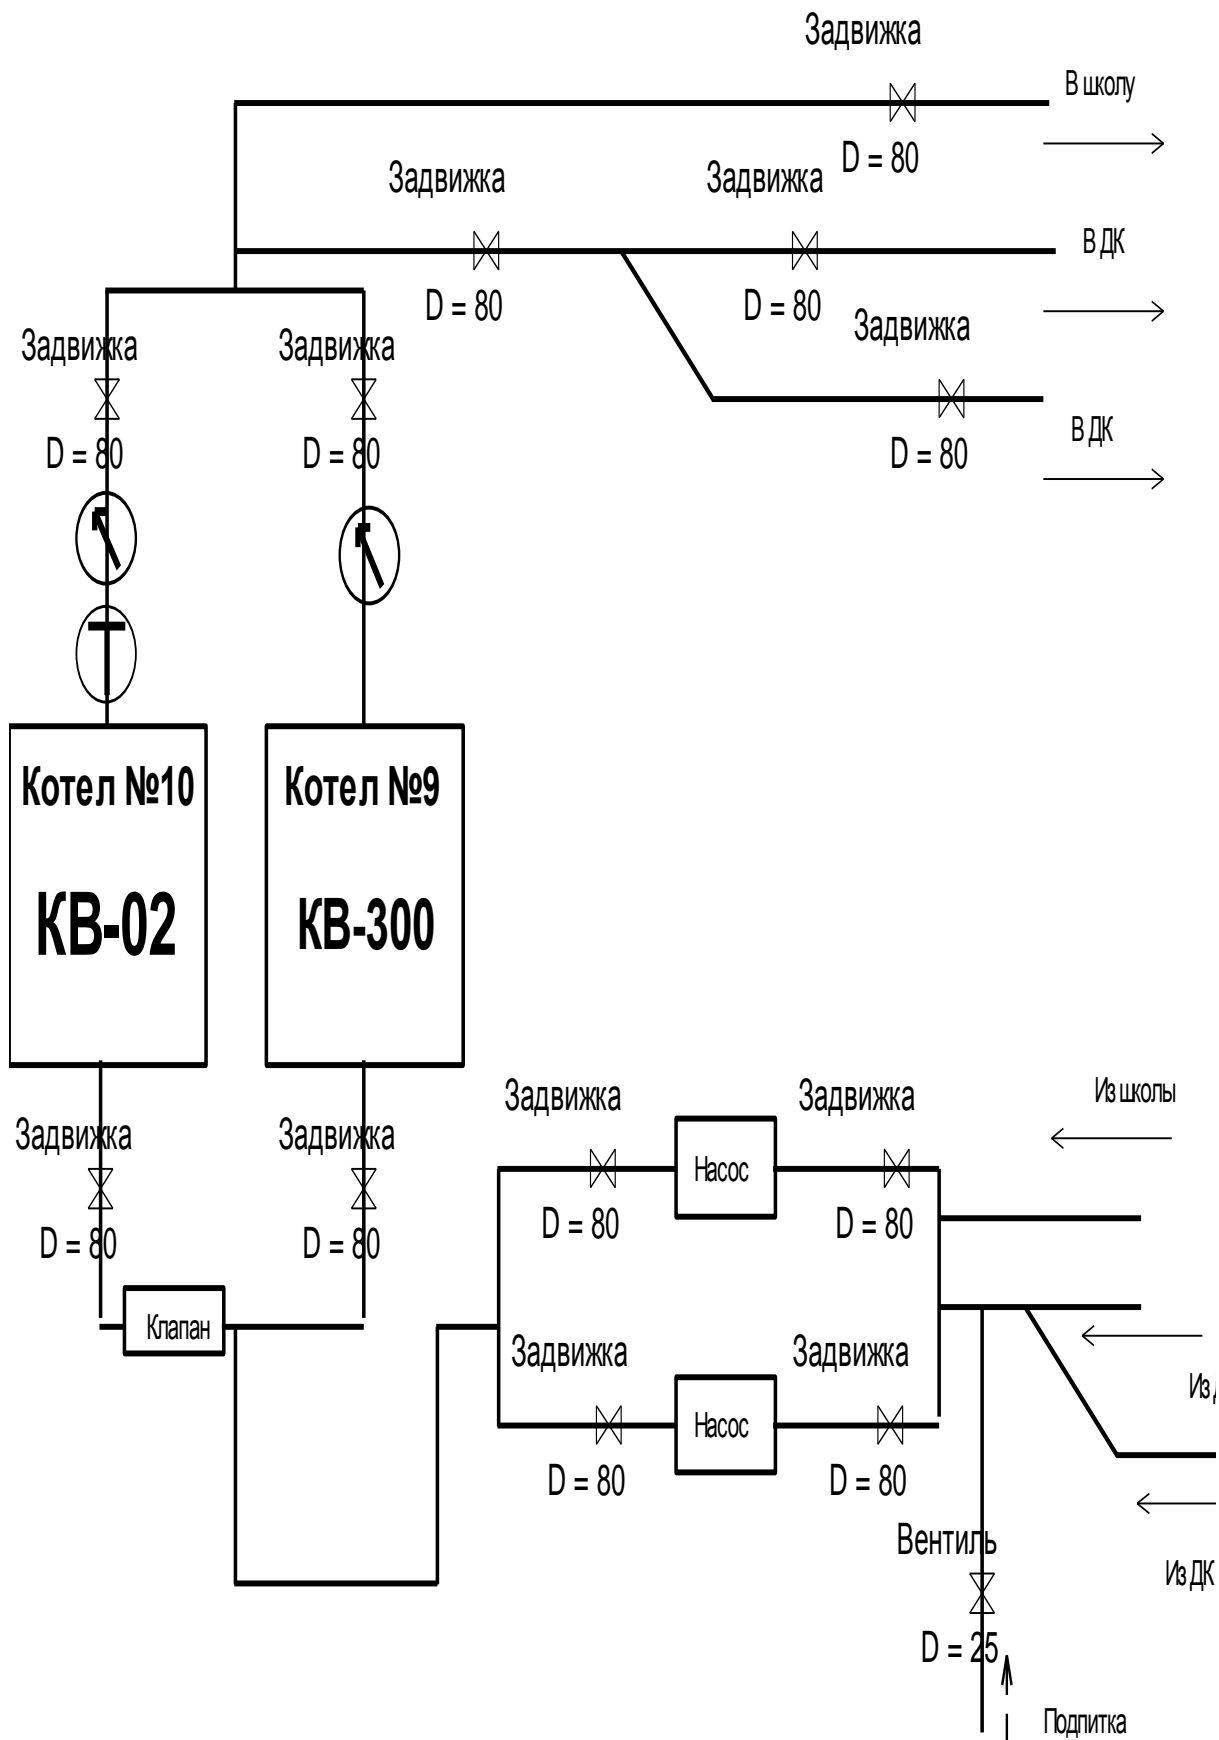 Задвижка
В школу
D = 80
Задвижка
Задвижка
В ДК
D = 80
D = 80
Задвижка
Задвижка
Задвижка
В ДК
D = 80
D = 80
D = 80
Котел №10
Котел №9
КВ-02
КВ-300
Задвижка
Задвижка
Из школы
Задвижка
Задвижка
Насос
D = 80
D = 80
D = 80
D = 80
Клапан
Задвижка
Задвижка
Из
Насос
D = 80
D = 80
Вентиль
Из ДК
D = 25
Подпитка